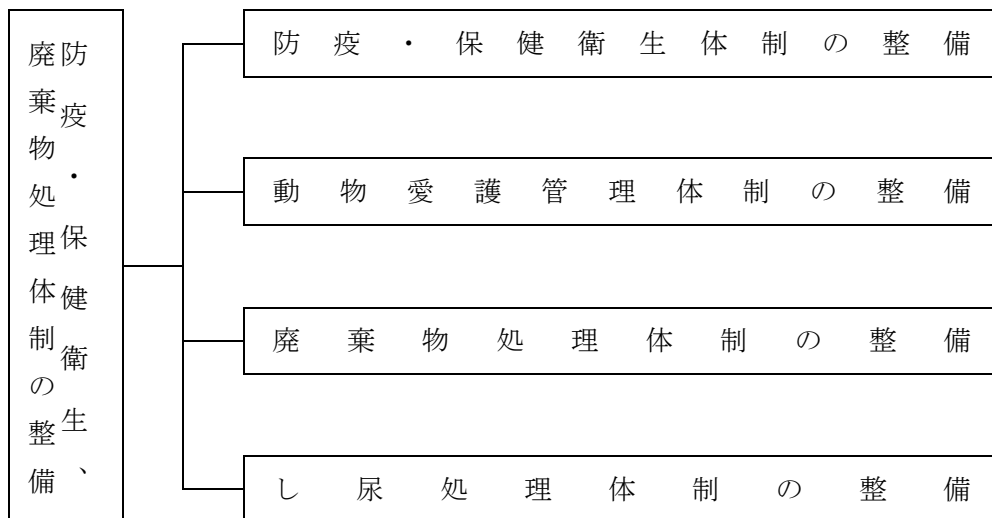 防疫・保健衛生、
廃棄物処理体制の整備
防疫・保健衛生体制の整備
動物愛護管理体制の整備
廃棄物処理体制の整備
し尿処理体制の整備